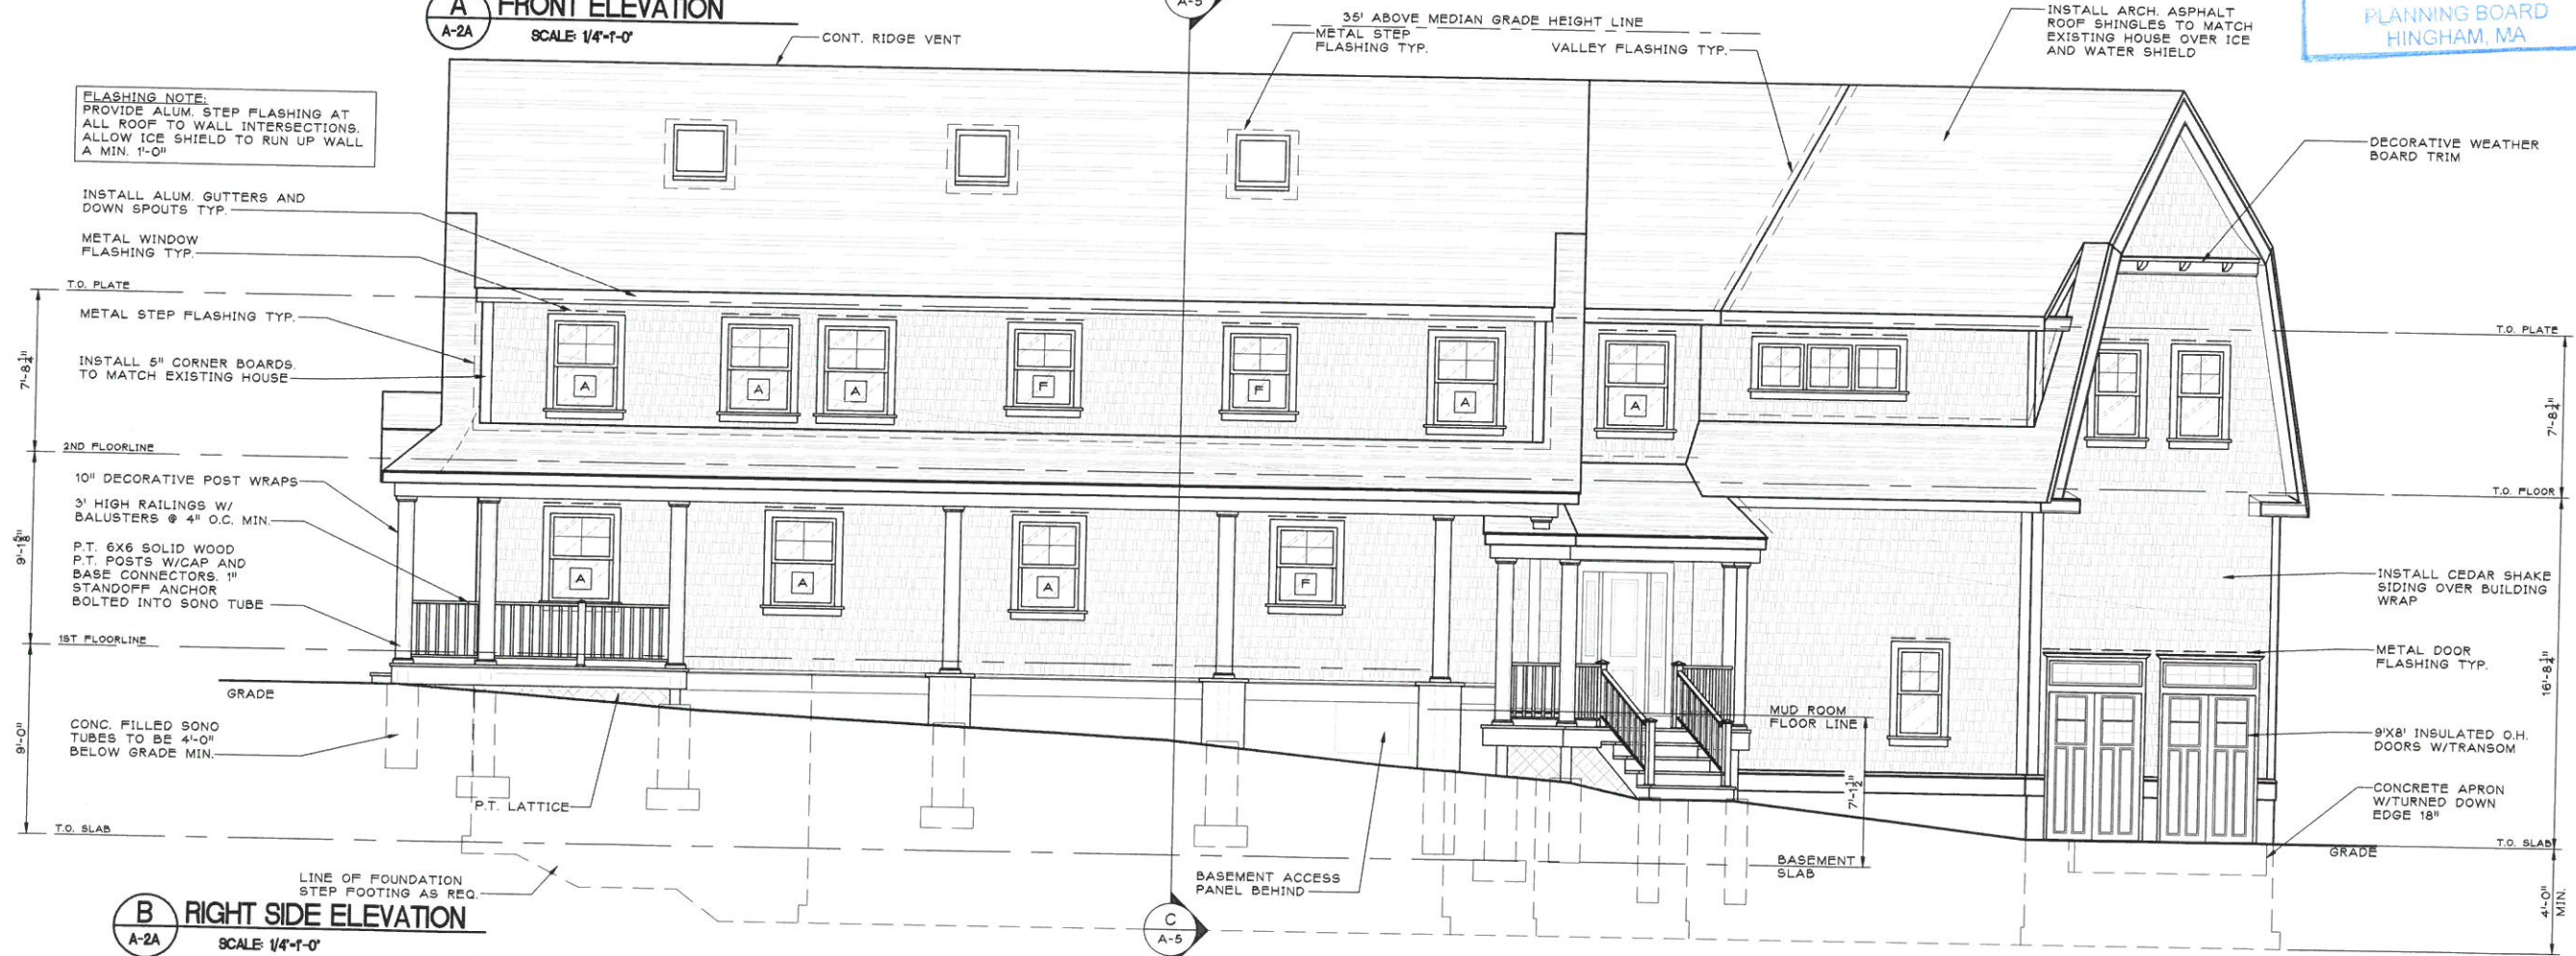 A
A-2A
FRONT ELEVATION
SCALE: 1/4"=1'-0"
A-5
PLANNING BOARD
HINGHAM, MA
CONT. RIDGE VENT
35' ABOVE MEDIAN GRADE HEIGHT LINE
METAL STEP
FLASHING TYP.
VALLEY FLASHING TYP.
INSTALL ARCH. ASPHALT
ROOF SHINGLES TO MATCH
EXISTING HOUSE OVER ICE
AND WATER SHIELD
FLASHING NOTE:
PROVIDE ALUM. STEP FLASHING AT
ALL ROOF TO WALL INTERSECTIONS.
ALLOW ICE SHIELD TO RUN UP WALL
A MIN. 1'-0"
DECORATIVE WEATHER
BOARD TRIM
INSTALL ALUM. GUTTERS AND
DOWN SPOUTS TYP.
METAL WINDOW
FLASHING TYP.
T.O. PLATE
METAL STEP FLASHING TYP.
INSTALL 5" CORNER BOARDS.
TO MATCH EXISTING HOUSE
7'-8¼"
2ND FLOORLINE
10" DECORATIVE POST WRAPS
3' HIGH RAILINGS W/
BALUSTERS @ 4" O.C. MIN.
P.T. 6X6 SOLID WOOD
P.T. POSTS W/CAP AND
BASE CONNECTORS. 1"
STANDOFF ANCHOR
BOLTED INTO SONO TUBE
9'-1⅝"
1ST FLOORLINE
GRADE
CONC. FILLED SONO
TUBES TO BE 4'-0"
BELOW GRADE MIN.
9'-0"
P.T. LATTICE
T.O. SLAB
LINE OF FOUNDATION
STEP FOOTING AS REQ.
A
A
A
F
F
A
A
A
A
A
F
T.O. PLATE
7'-8¼"
T.O. FLOOR
INSTALL CEDAR SHAKE
SIDING OVER BUILDING
WRAP
METAL DOOR
FLASHING TYP.
16'-8¼"
MUD ROOM
FLOOR LINE
9'X8' INSULATED O.H.
DOORS W/TRANSOM
7'-1½"
CONCRETE APRON
W/TURNED DOWN
EDGE 18"
T.O. SLAB
GRADE
BASEMENT
SLAB
BASEMENT ACCESS
PANEL BEHIND
4'-0"
MIN.
C
A-5
B
A-2A
RIGHT SIDE ELEVATION
SCALE: 1/4"=1'-0"